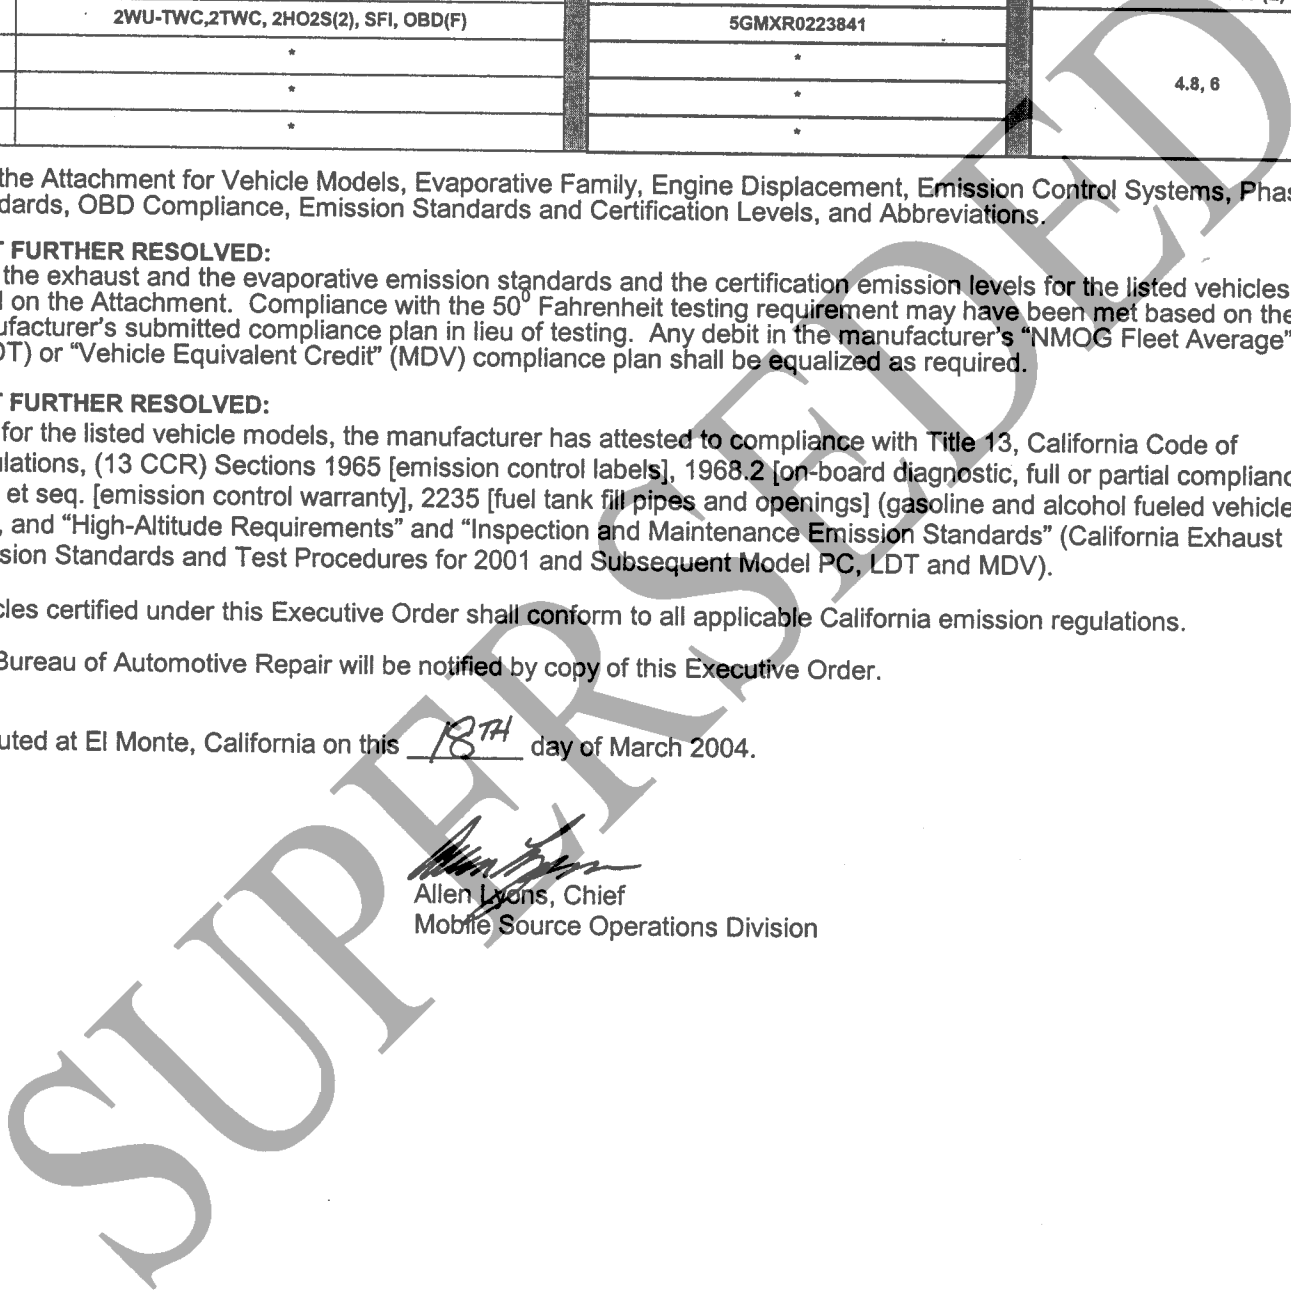 2WU-TWC,2TWC, 2HO2S(2), SFI, OBD(F)
5GMXR0223841
*
*
*
*
4.8, 6
*
*
the Attachment for Vehicle Models, Evaporative Family, Engine Displacement, Emission Control Systems, Phas
dards, OBD Compliance, Emission Standards and Certification Levels, and Abbreviations.
FURTHER RESOLVED:
the exhaust and the evaporative emission standards and the certification emission levels for the listed vehicles
on the Attachment. Compliance with the 50⁰ Fahrenheit testing requirement may have been met based on the
ufacturer's submitted compliance plan in lieu of testing. Any debit in the manufacturer's "NMOG Fleet Average"
DT) or "Vehicle Equivalent Credit" (MDV) compliance plan shall be equalized as required.
FURTHER RESOLVED:
for the listed vehicle models, the manufacturer has attested to compliance with Title 13, California Code of
ulations, (13 CCR) Sections 1965 [emission control labels], 1968.2 [on-board diagnostic, full or partial complianc
et seq. [emission control warranty], 2235 [fuel tank fill pipes and openings] (gasoline and alcohol fueled vehicle
, and "High-Altitude Requirements" and "Inspection and Maintenance Emission Standards" (California Exhaust
sion Standards and Test Procedures for 2001 and Subsequent Model PC, LDT and MDV).
cles certified under this Executive Order shall conform to all applicable California emission regulations.
Bureau of Automotive Repair will be notified by copy of this Executive Order.
uted at El Monte, California on this 18TH day of March 2004.
Allen Lyons, Chief
Mobile Source Operations Division
SUPERSEDED